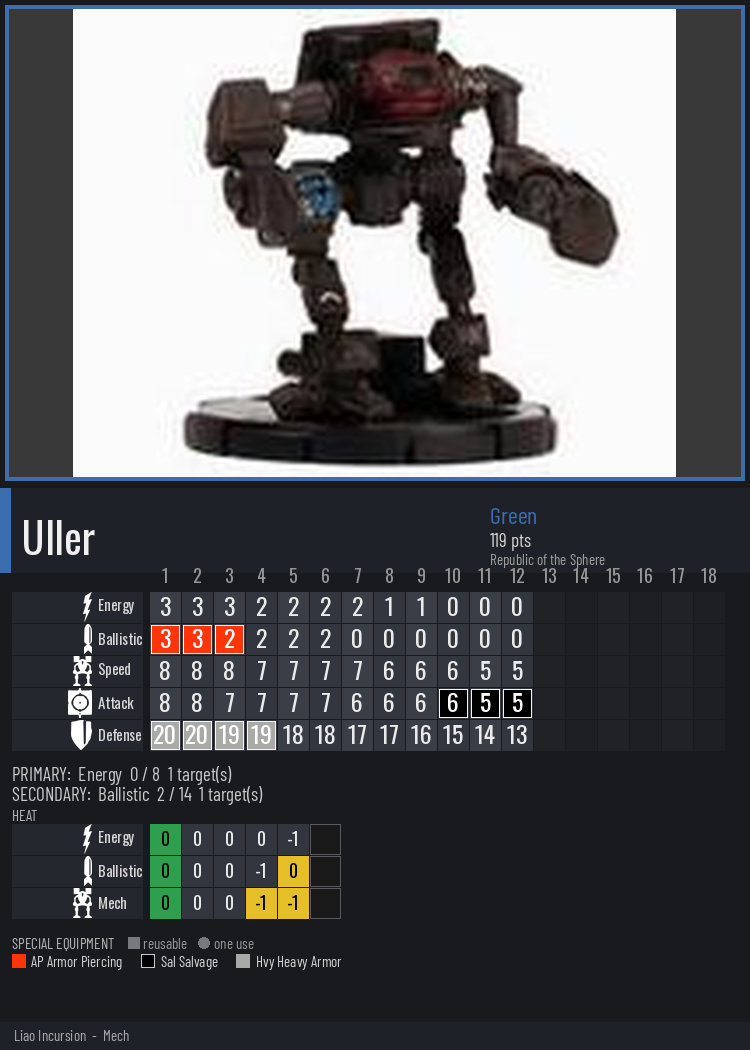 Uller
Green
119 pts
Republic of the Sphere
1 2 3 4 5 6 7 8 9 10 11 12 13 14 15 16 17 18
Energy 3 3 3 2 2 2 2 1 1 0 0 0
Ballistic 3 3 2 2 2 2 0 0 0 0 0 0
Speed 8 8 8 7 7 7 7 6 6 6 5 5
Attack 8 8 7 7 7 7 6 6 6 6 5 5
Defense 20 20 19 19 18 18 17 17 16 15 14 13
PRIMARY: Energy 0 / 8 1 target(s)
SECONDARY: Ballistic 2 / 14 1 target(s)
HEAT
Energy 0 0 0 0 -1
Ballistic 0 0 0 -1 0
Mech 0 0 0 -1 -1
SPECIAL EQUIPMENT reusable one use
AP Armor Piercing Sal Salvage Hvy Heavy Armor
Liao Incursion - Mech